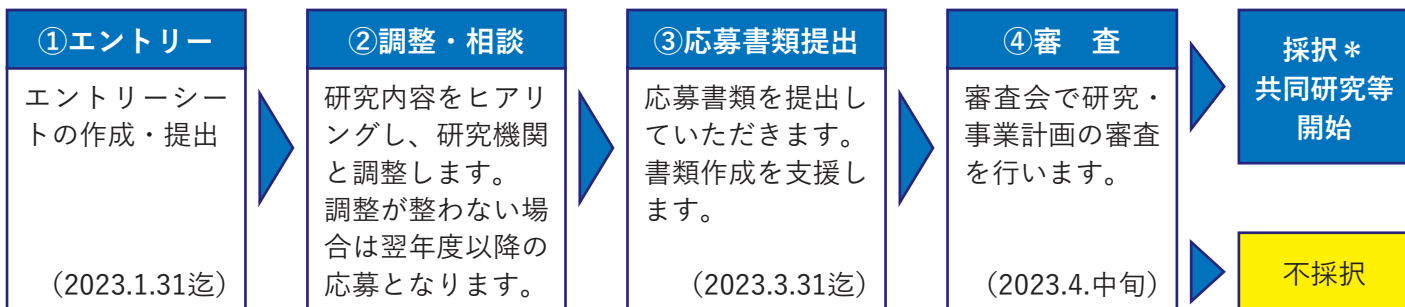 ①エントリー
エントリーシー
トの作成・提出
（2023.1.31迄）
②調整・相談
研究内容をヒアリ
ングし、研究機関
と調整します。
調整が整わない場
合は翌年度以降の
応募となります。
③応募書類提出
応募書類を提出し
ていただきます。
書類作成を支援し
ます。
（2023.3.31迄）
④審　査
審査会で研究・
事業計画の審査
を行います。
（2023.4.中旬）
採択＊
共同研究等
開始
不採択